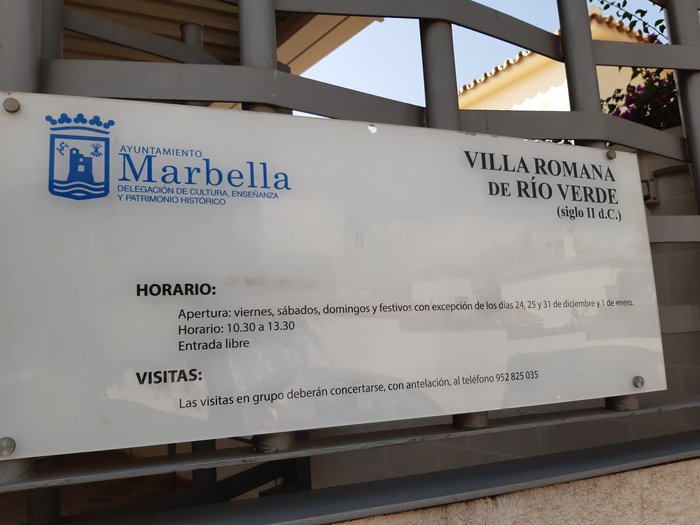 AYUNTAMIENTO
Marbella
DELEGACIÓN DE CULTURA, ENSEÑANZA
Y PATRIMONIO HISTÓRICO
VILLA ROMANA
DE RÍO VERDE
(siglo II d.C.)
HORARIO:
Apertura: viernes, sábados, domingos y festivos con excepción de los días 24, 25 y 31 de diciembre y 1 de enero.
Horario: 10.30 a 13.30
Entrada libre
VISITAS:
Las visitas en grupo deberán concertarse, con antelación, al teléfono 952 825 035